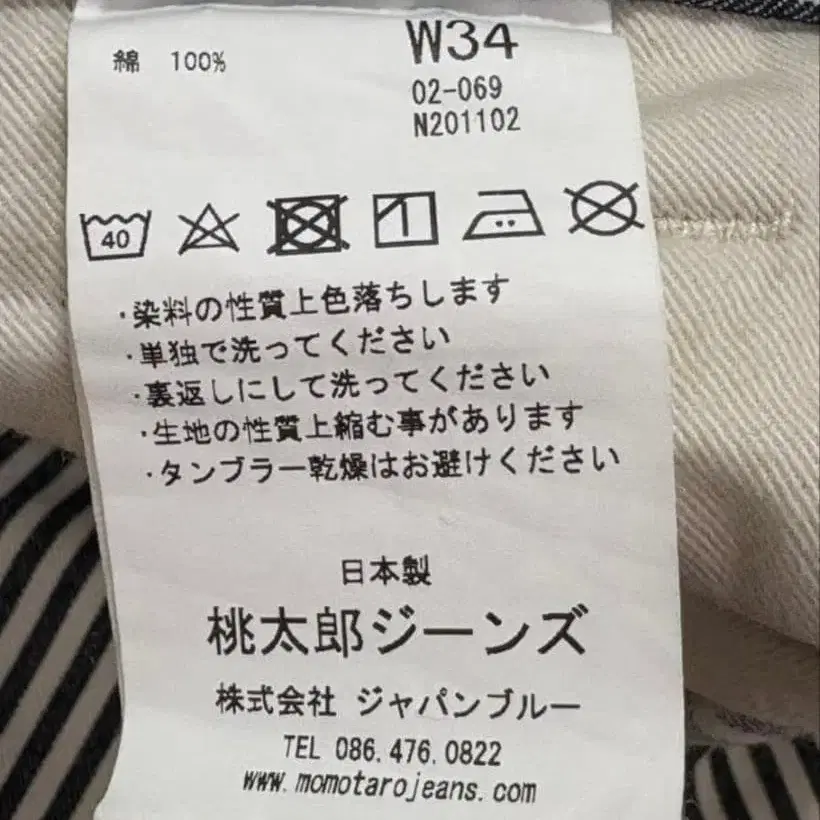 綿 100%
W34
02-069
N201102
40
・染料の性質上色落ちします
・単独で洗ってください
・裏返しにして洗ってください
・生地の性質上縮む事があります
・タンブラー乾燥はお避けください
日本製
桃太郎ジーンズ
株式会社 ジャパンブルー
TEL 086.476.0822
www.momotarojeans.com